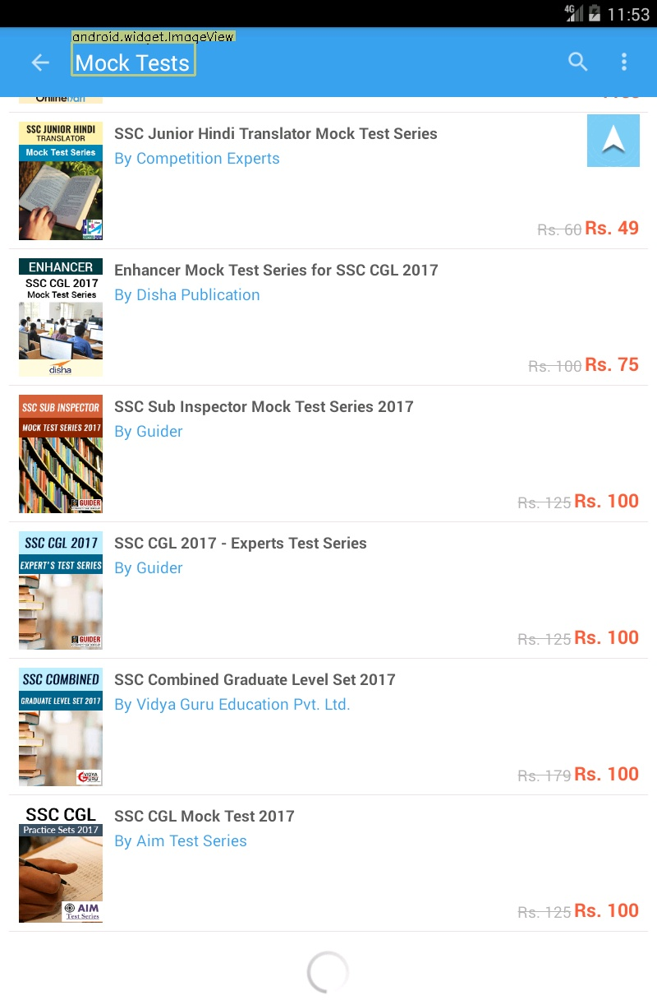 4G 11:53
android.widget.ImageView
Mock Tests
SSC JUNIOR HINDI
TRANSLATOR
Mock Test Series
SSC Junior Hindi Translator Mock Test Series
By Competition Experts
Rs. 60 Rs. 49
ENHANCER
SSC CGL 2017
Mock Test Series
disha
Enhancer Mock Test Series for SSC CGL 2017
By Disha Publication
Rs. 100 Rs. 75
SSC SUB INSPECTOR
MOCK TEST SERIES 2017
GUIDER
SSC Sub Inspector Mock Test Series 2017
By Guider
Rs. 125 Rs. 100
SSC CGL 2017
EXPERT'S TEST SERIES
GUIDER
SSC CGL 2017 - Experts Test Series
By Guider
Rs. 125 Rs. 100
SSC COMBINED
GRADUATE LEVEL SET 2017
VIDYA
GURU
SSC Combined Graduate Level Set 2017
By Vidya Guru Education Pvt. Ltd.
Rs. 179 Rs. 100
SSC CGL
Practice Sets 2017
AIM
Test Series
SSC CGL Mock Test 2017
By Aim Test Series
Rs. 125 Rs. 100